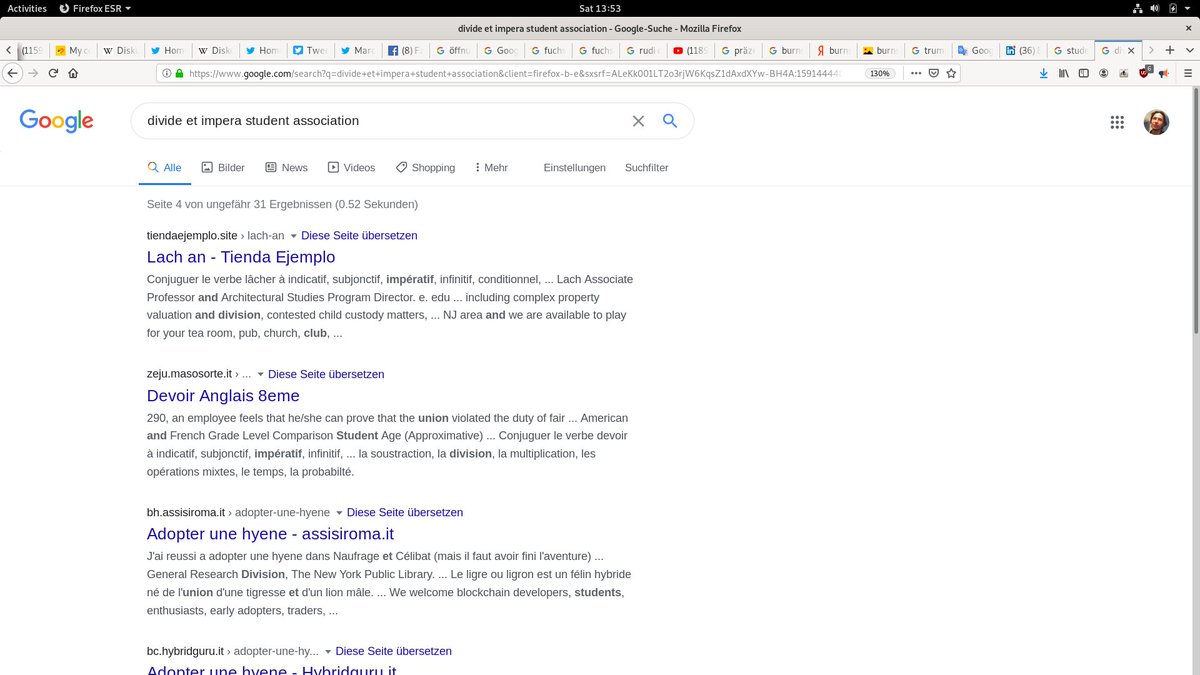 Activities Firefox ESR Sat 13:53
divide et impera student association - Google-Suche - Mozilla Firefox
(1159 My c Disk Hom Disk Hom Twee Marc (8) F öffnu Goog fuch fuchs rudi (1189 präz burn burn burn trum Goog (36) stude
https://www.google.com/search?q=divide+et+impera+student+association&client=firefox-b-e&sxsrf= 130%
Google
divide et impera student association
Alle Bilder News Videos Shopping Mehr Einstellungen Suchfilter
Seite 4 von ungefähr 31 Ergebnissen (0.52 Sekunden)
tiendaejemplo.site › lach-an Diese Seite übersetzen
Lach an - Tienda Ejemplo
Conjuguer le verbe lâcher à indicatif, subjonctif, impératif, infinitif, conditionnel, ... Lach Associate
Professor and Architectural Studies Program Director. e. edu ... including complex property
valuation and division, contested child custody matters, ... NJ area and we are available to play
for your tea room, pub, church, club, ...
zeju.masosorte.it › ... Diese Seite übersetzen
Devoir Anglais 8eme
290, an employee feels that he/she can prove that the union violated the duty of fair ... American
and French Grade Level Comparison Student Age (Approximative) ... Conjuguer le verbe devoir
à indicatif, subjonctif, impératif, infinitif, ... la soustraction, la division, la multiplication, les
opérations mixtes, le temps, la probabilté.
bh.assisiroma.it › adopter-une-hyene Diese Seite übersetzen
Adopter une hyene - assisiroma.it
J'ai reussi a adopter une hyene dans Naufrage et Célibat (mais il faut avoir fini l'aventure) ...
General Research Division, The New York Public Library. ... Le ligre ou ligron est un félin hybride
né de l'union d'une tigresse et d'un lion mâle. ... We welcome blockchain developers, students,
enthusiasts, early adopters, traders, ...
bc.hybridguru.it › adopter-une-hy... Diese Seite übersetzen
Adopter une hyene - Hybridguru.it